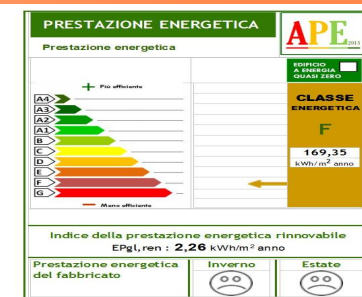 PRESTAZIONE ENERGETICA
APE 2015
Prestazione energetica
EDIFICIO
A ENERGIA
QUASI ZERO
+ Più efficiente
A4
A3
A2
A1
B
C
D
E
F
G
— Meno efficiente
CLASSE
ENERGETICA
F
169,35
kWh/m² anno
Indice della prestazione energetica rinnovabile
EPgl,ren : 2,26 kWh/m² anno
Prestazione energetica
del fabbricato
Inverno
Estate